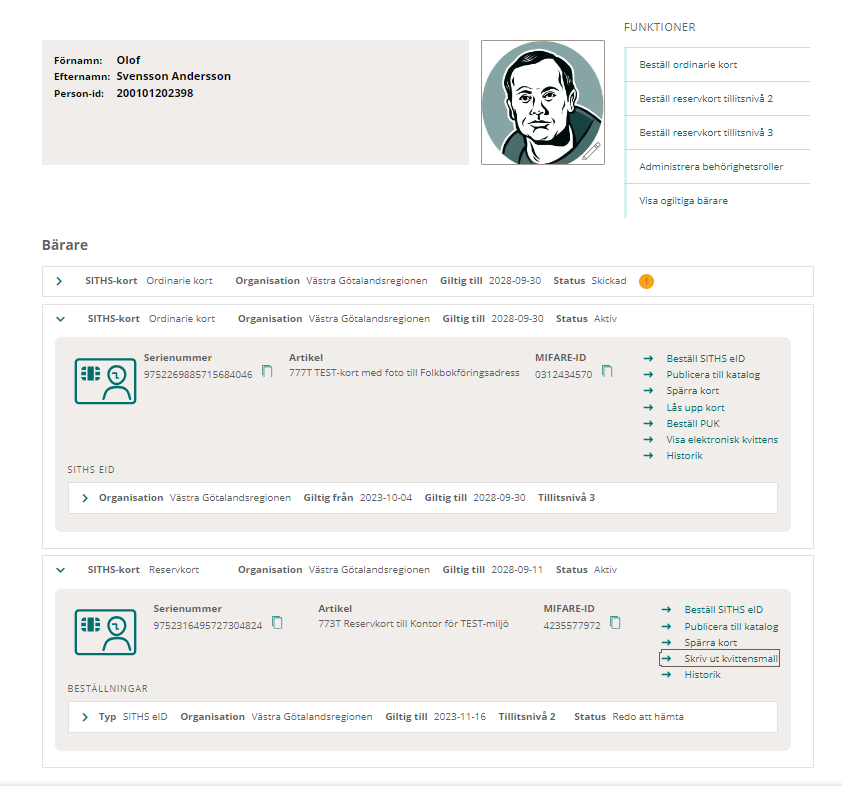 FUNKTIONER
Förnamn: Olof
Efternamn: Svensson Andersson
Person-id: 200101202398
Beställ ordinarie kort
Beställ reservkort tillitsnivå 2
Beställ reservkort tillitsnivå 3
Administrera behörighetsroller
Visa ogiltiga bärare
Bärare
SITHS-kort Ordinarie kort Organisation Västra Götalandsregionen Giltig till 2028-09-30 Status Skickad !
SITHS-kort Ordinarie kort Organisation Västra Götalandsregionen Giltig till 2028-09-30 Status Aktiv
Serienummer Artikel MIFARE-ID
9752269885715684046 777T TEST-kort med foto till Folkbokföringsadress 0312434570
Beställ SITHS eID
Publicera till katalog
Spärra kort
Lås upp kort
Beställ PUK
Visa elektronisk kvittens
Historik
SITHS EID
Organisation Västra Götalandsregionen Giltig från 2023-10-04 Giltig till 2028-09-30 Tillitsnivå 3
SITHS-kort Reservkort Organisation Västra Götalandsregionen Giltig till 2028-09-11 Status Aktiv
Serienummer Artikel MIFARE-ID
9752316495727304824 773T Reservkort till Kontor för TEST-miljö 4235577972
Beställ SITHS eID
Publicera till katalog
Spärra kort
Skriv ut kvittensmall
Historik
BESTÄLLNINGAR
Typ SITHS eID Organisation Västra Götalandsregionen Giltig till 2023-11-16 Tillitsnivå 2 Status Redo att hämta